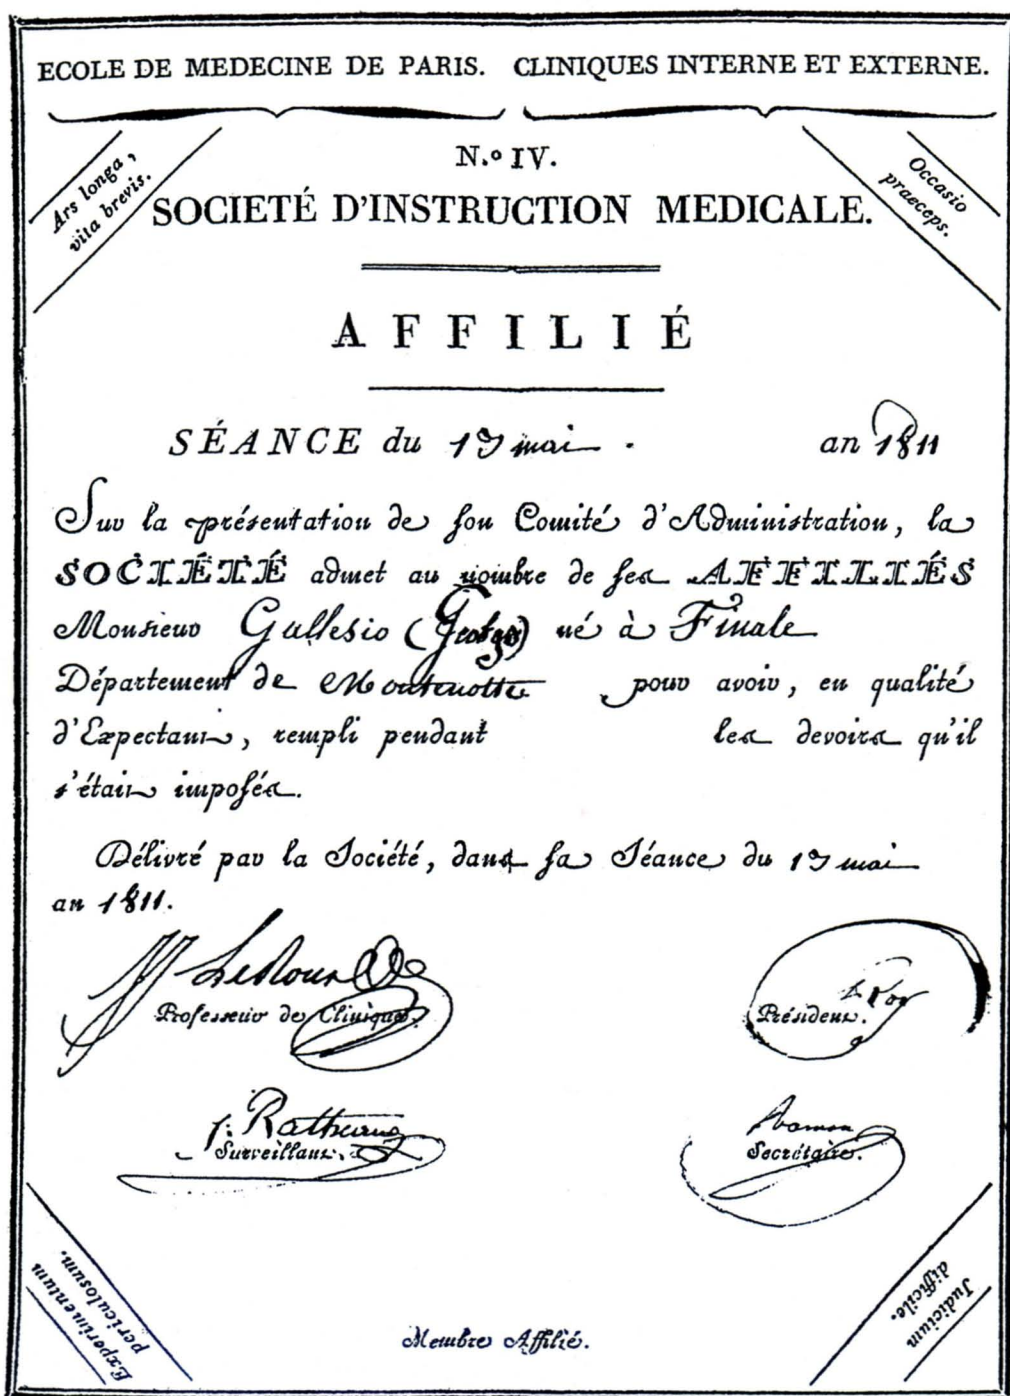 ECOLE DE MEDECINE DE PARIS. CLINIQUES INTERNE ET EXTERNE.
Ars longa,
vita brevis.
Occasio
praeceps.
N.º IV.
SOCIETÉ D'INSTRUCTION MEDICALE.
AFFILIÉ
SÉANCE du mai. an 1811
Sur la présentation de son Comité d'Administration, la
SOCIÉTÉ admet au nombre de ses AFFILIÉS
Monsieur Gallesio (Georges) né à Finale
Département de Montenotte pour avoir, en qualité
d'Expectant, rempli pendant les devoirs qu'il
s'était imposés.
Délivré par la Société, dans sa Séance du mai
an 1811.
Professeur de Clinique.
Président.
Surveillant.
Secrétaire.
Experimentum
periculosum.
Judicium
difficile.
Membre Affilié.